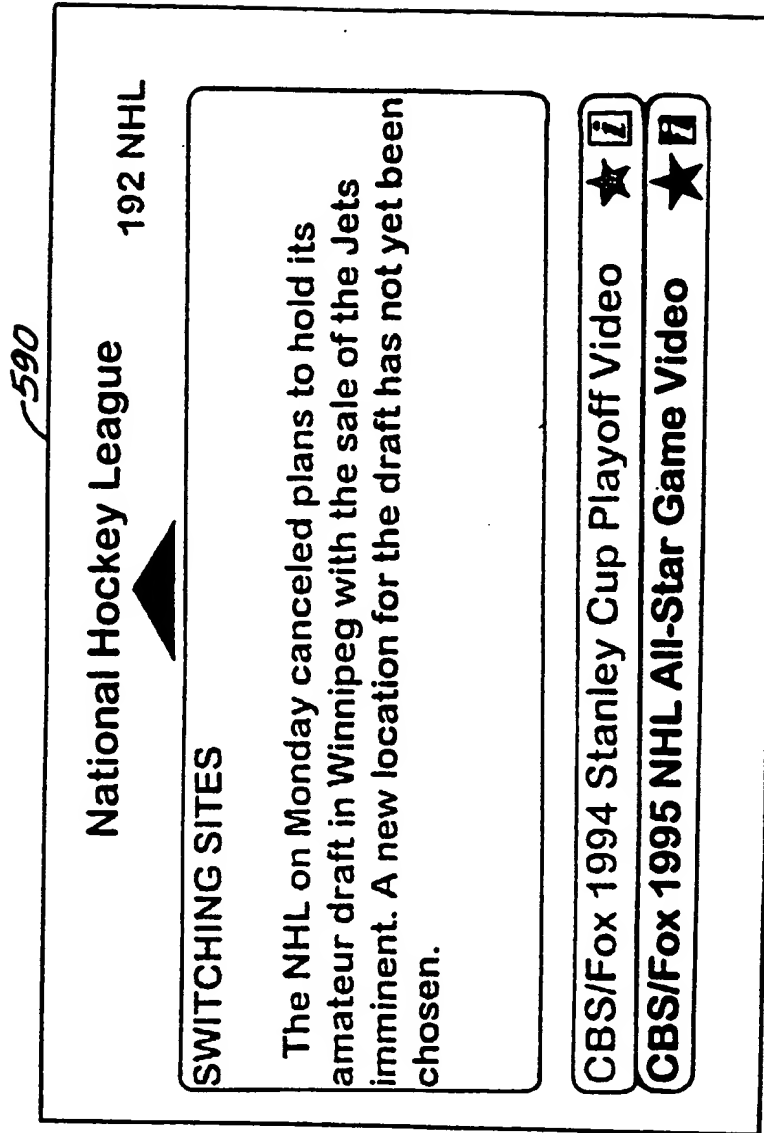 590
National Hockey League
192 NHL
SWITCHING SITES
The NHL on Monday canceled plans to hold its
amateur draft in Winnipeg with the sale of the Jets
imminent. A new location for the draft has not yet been
chosen.
CBS/Fox 1994 Stanley Cup Playoff Video i
CBS/Fox 1995 NHL All-Star Game Video i